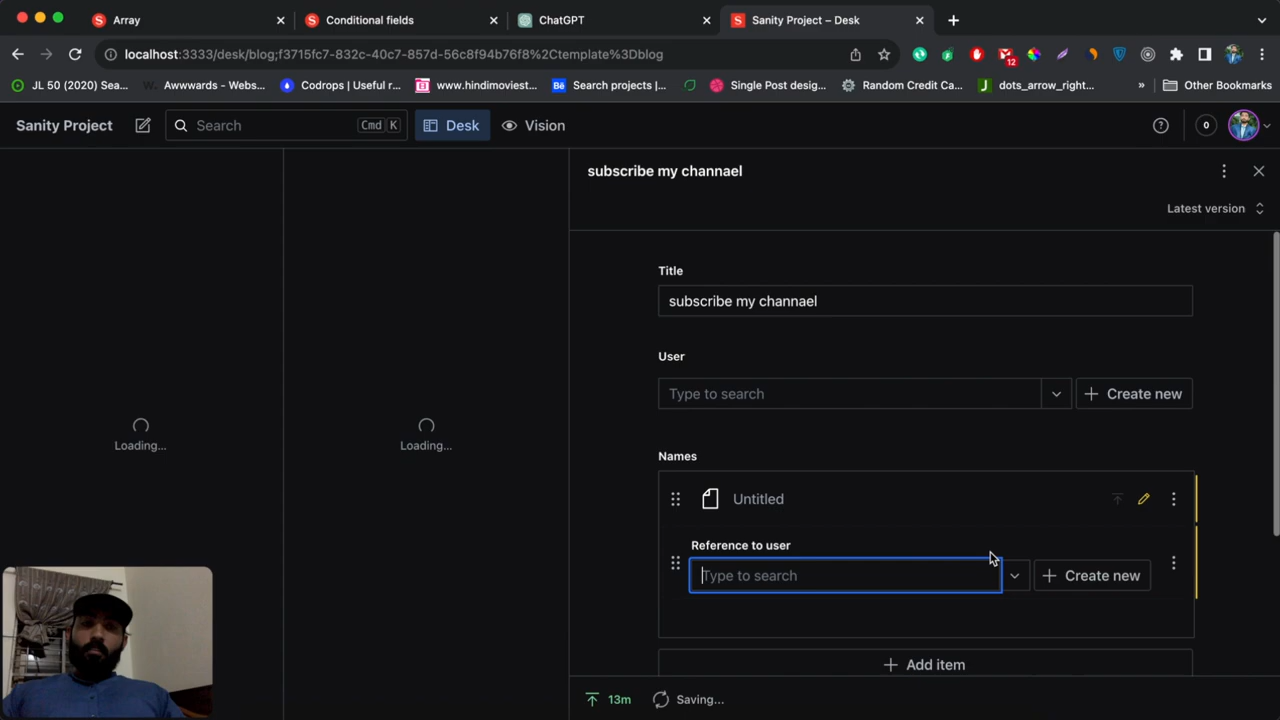 Array
Conditional fields
ChatGPT
Sanity Project – Desk
localhost:3333/desk/blog;f3715fc7-832c-40c7-857d-56c8f94b76f8%2Ctemplate%3Dblog
12
JL 50 (2020) Sea...
Awwwards - Webs...
Codrops | Useful r...
www.hindimoviest...
Search projects |...
Single Post desig...
Random Credit Ca...
dots_arrow_right...
»
Other Bookmarks
Sanity Project
Search
Cmd K
Desk
Vision
0
subscribe my channael
Latest version
Title
subscribe my channael
User
Type to search
Create new
Names
Untitled
Reference to user
Type to search
Create new
Add item
Loading...
Loading...
13m
Saving...